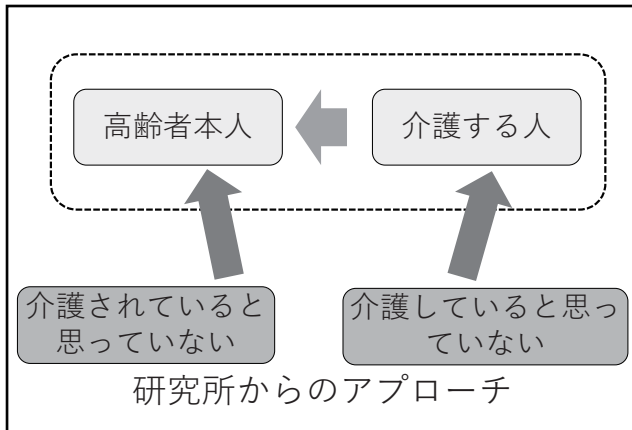 高齢者本人
介護する人
介護されていると
思っていない
介護していると思っ
ていない
研究所からのアプローチ